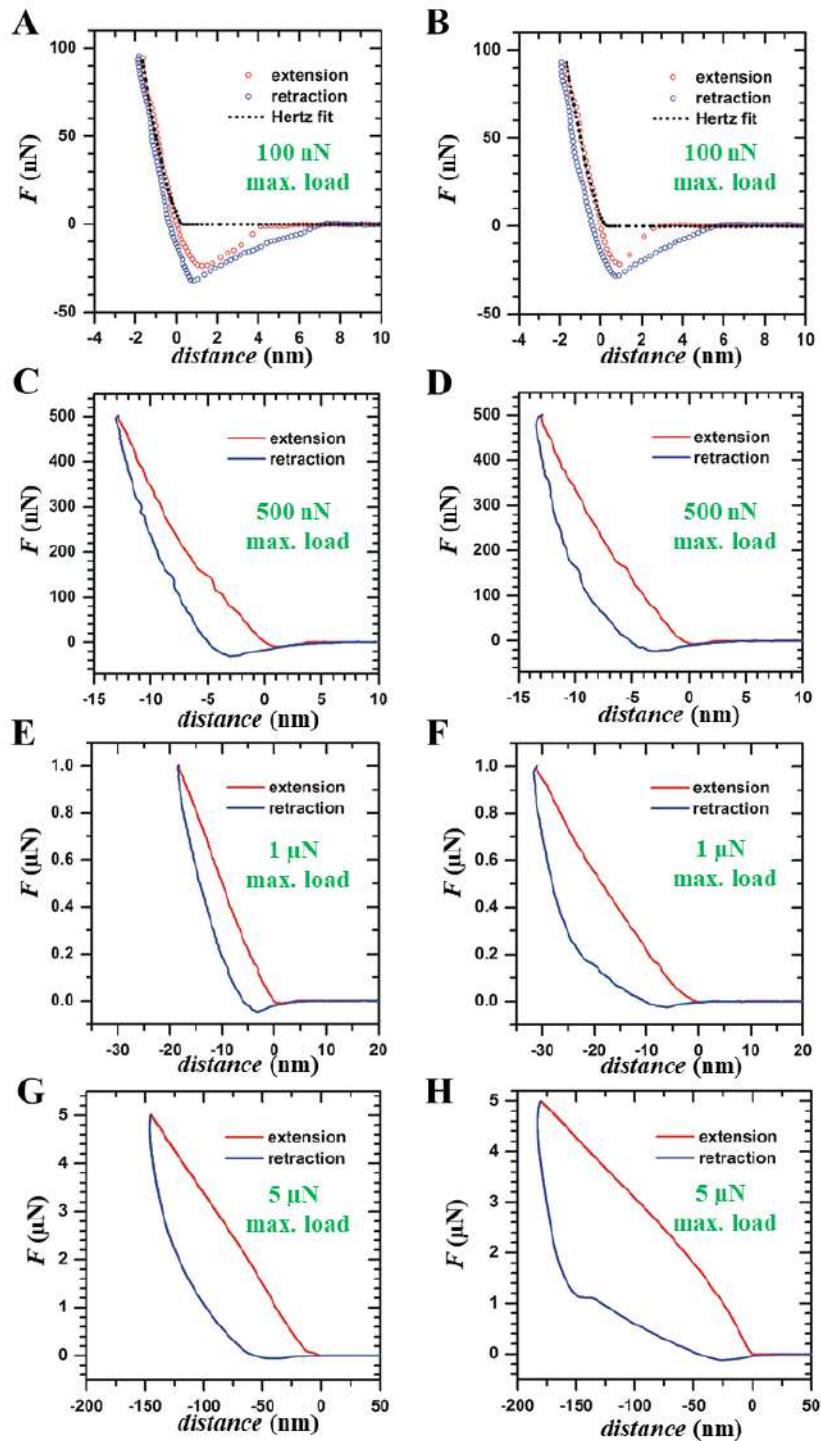 A
100
50
0
-50
F (nN)
extension
retraction
Hertz fit
100 nN
max. load
-4 -2 0 2 4 6 8 10
distance (nm)
B
100
50
0
-50
F (nN)
extension
retraction
Hertz fit
100 nN
max. load
-4 -2 0 2 4 6 8 10
distance (nm)
C
500
400
300
200
100
0
F (nN)
extension
retraction
500 nN
max. load
-15 -10 -5 0 5 10
distance (nm)
D
500
400
300
200
100
0
F (nN)
extension
retraction
500 nN
max. load
-15 -10 -5 0 5 10
distance (nm)
E
1.0
0.8
0.6
0.4
0.2
0.0
F (μN)
extension
retraction
1 μN
max. load
-30 -20 -10 0 10 20
distance (nm)
F
1.0
0.8
0.6
0.4
0.2
0.0
F (μN)
extension
retraction
1 μN
max. load
-30 -20 -10 0 10 20
distance (nm)
G
5
4
3
2
1
0
F (μN)
extension
retraction
5 μN
max. load
-200 -150 -100 -50 0 50
distance (nm)
H
5
4
3
2
1
0
F (μN)
extension
retraction
5 μN
max. load
-200 -150 -100 -50 0 50
distance (nm)